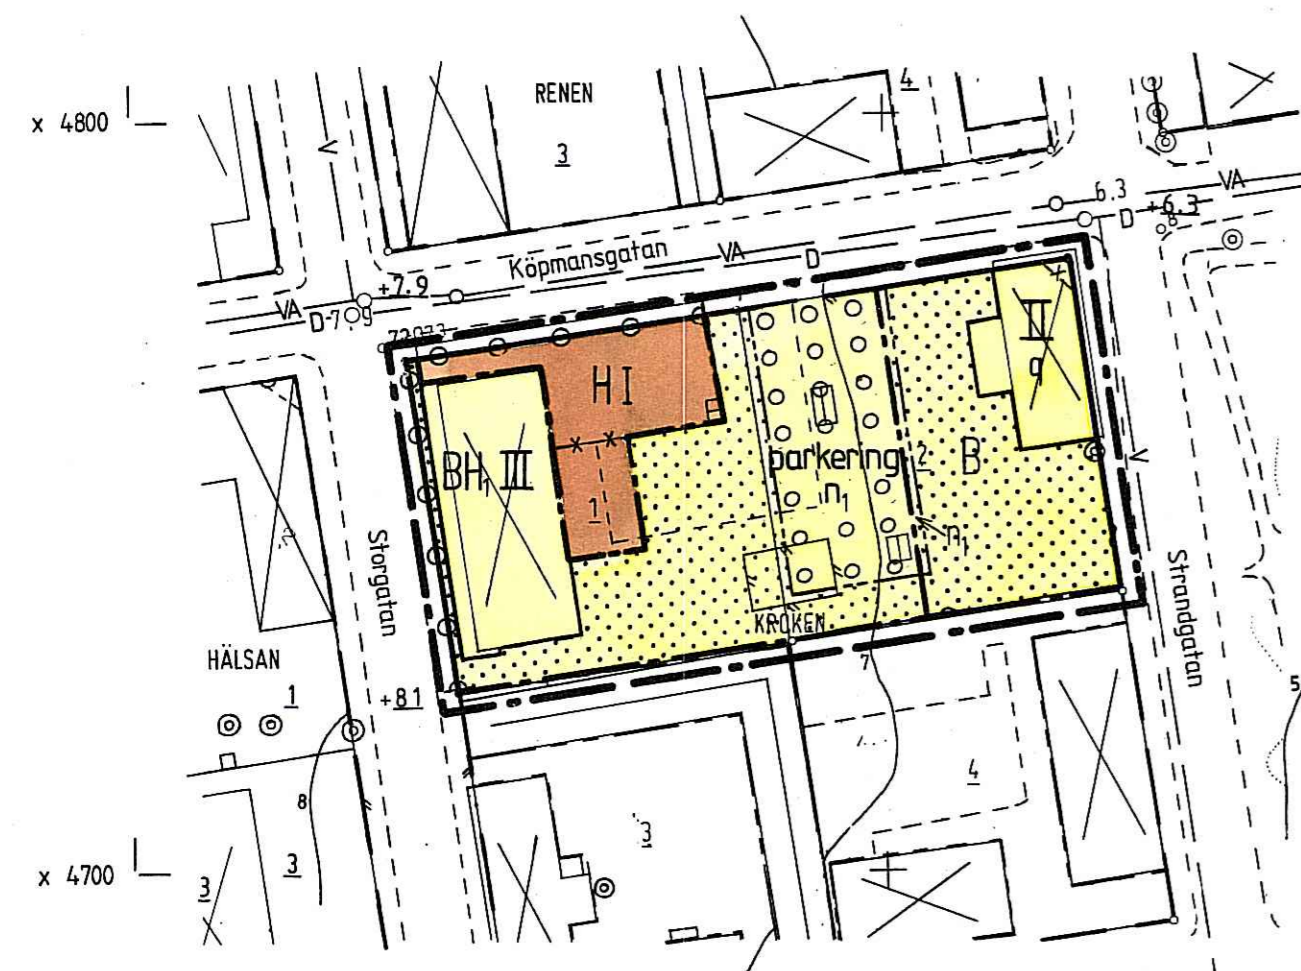 RENEN
3
4
x 4800
V
VA
6.3
D
+6.3
8
Köpmansgatan
VA
D
+7.9
VA
D-7.9
H I
II
q
BH₁ III
parkering
n₁
2
B
1
n₁
Storgatan
Strandgatan
V
KROKEN
HÄLSAN
1
+81
7
5
8
4
3
3
3
x 4700